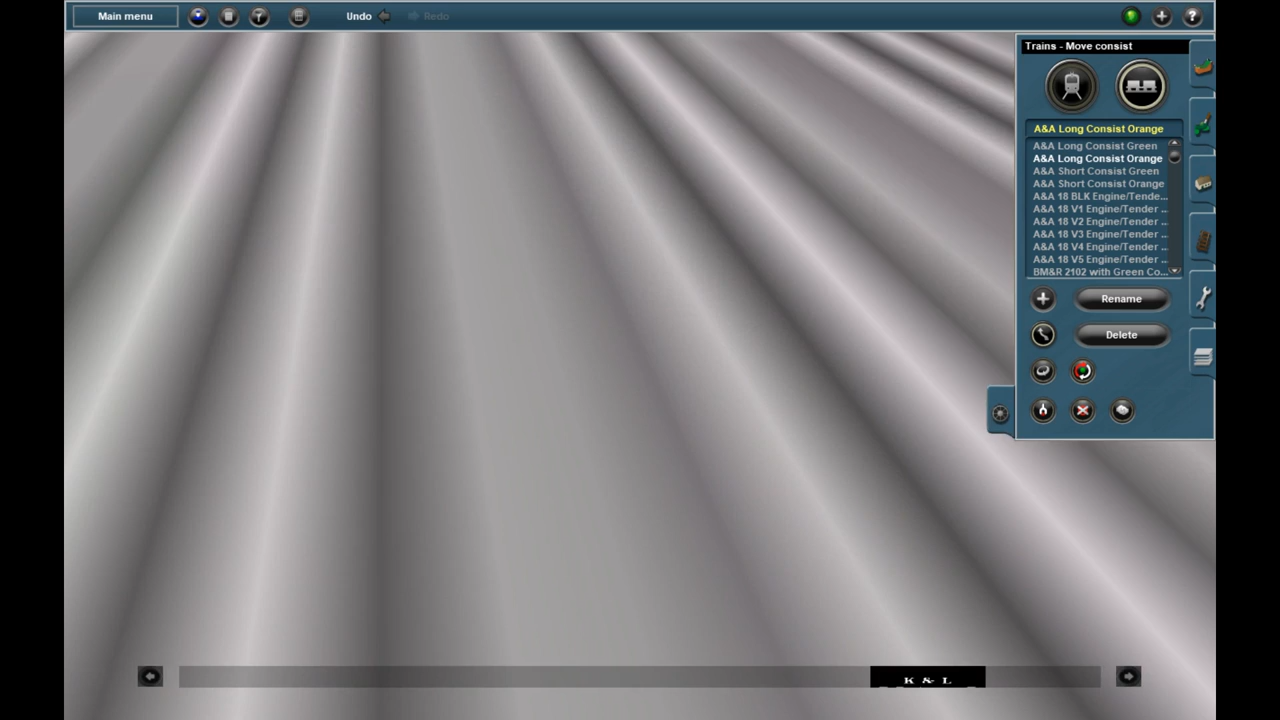 Main menu
Undo
Redo
Trains - Move consist
A&A Long Consist Orange
A&A Long Consist Green
A&A Long Consist Orange
A&A Short Consist Green
A&A Short Consist Orange
A&A 18 BLK Engine/Tende...
A&A 18 V1 Engine/Tender ...
A&A 18 V2 Engine/Tender ...
A&A 18 V3 Engine/Tender ...
A&A 18 V4 Engine/Tender ...
A&A 18 V5 Engine/Tender ...
BM&R 2102 with Green Co...
Rename
Delete
K & L